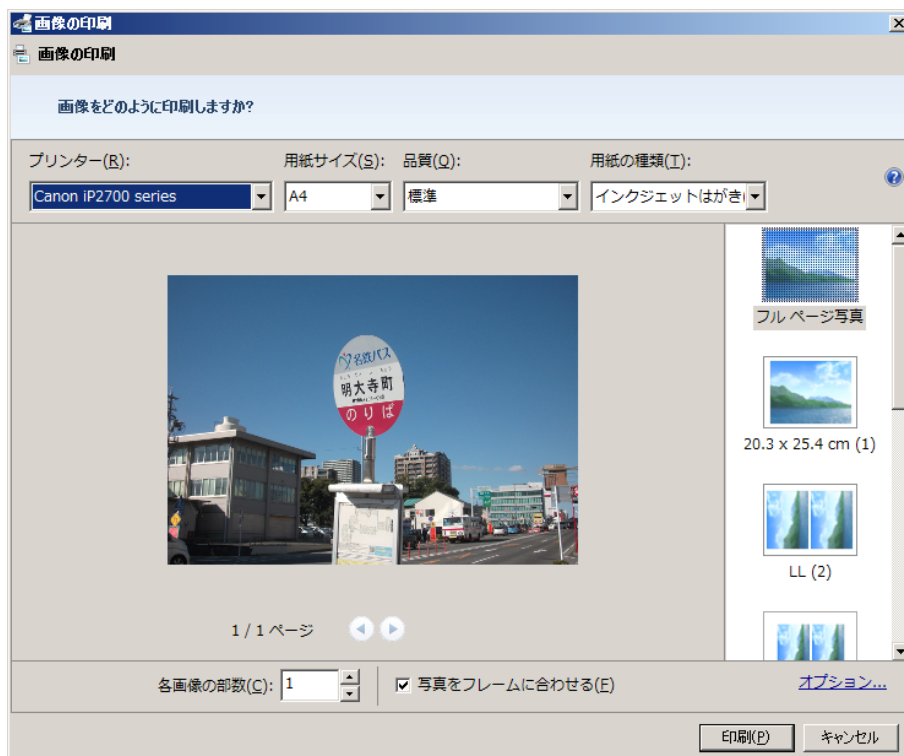 画像の印刷
画像の印刷
画像をどのように印刷しますか?
プリンター(R):
用紙サイズ(S):
品質(Q):
用紙の種類(T):
Canon iP2700 series
A4
標準
インクジェットはがき(
名鉄バス
明大寺町
のりば
フル ページ写真
20.3 x 25.4 cm (1)
LL (2)
1 / 1 ページ
各画像の部数(C):
1
写真をフレームに合わせる(F)
オプション...
印刷(P)
キャンセル